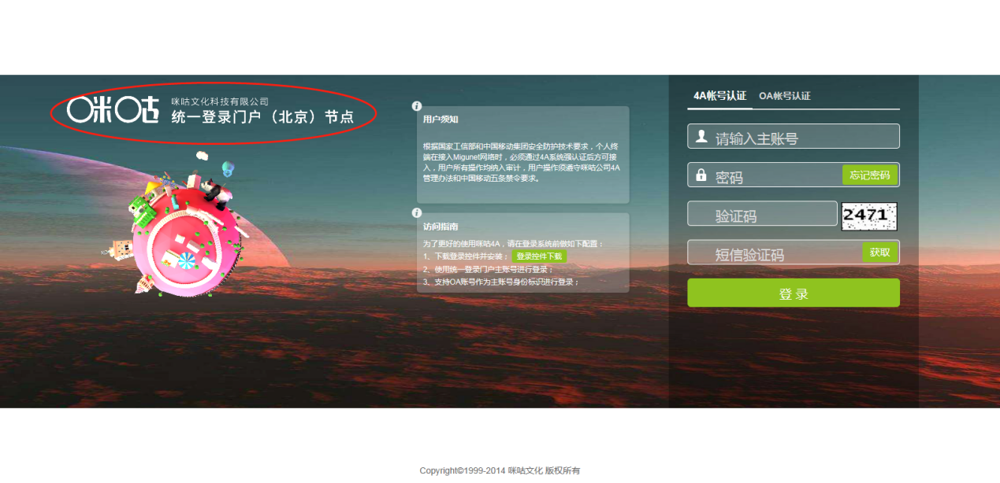 咪咕
咪咕文化科技有限公司
统一登录门户（北京）节点
用户须知
根据国家工信部和中国移动集团安全防护技术要求，个人终
端在接入Migunet网络时，必须通过4A系统强认证后方可接
入，用户所有操作均纳入审计，用户操作须遵守咪咕公司4A
管理办法和中国移动五条禁令要求。
访问指南
为了更好的使用咪咕4A，请在登录系统前做如下配置：
1、下载登录控件并安装； 登录控件下载
2、使用统一登录门户主账号进行登录；
3、支持OA账号作为主账号身份标识进行登录；
4A帐号认证 OA帐号认证
请输入主账号
密码 忘记密码
验证码 2471
短信验证码 获取
登 录
Copyright©1999-2014 咪咕文化 版权所有